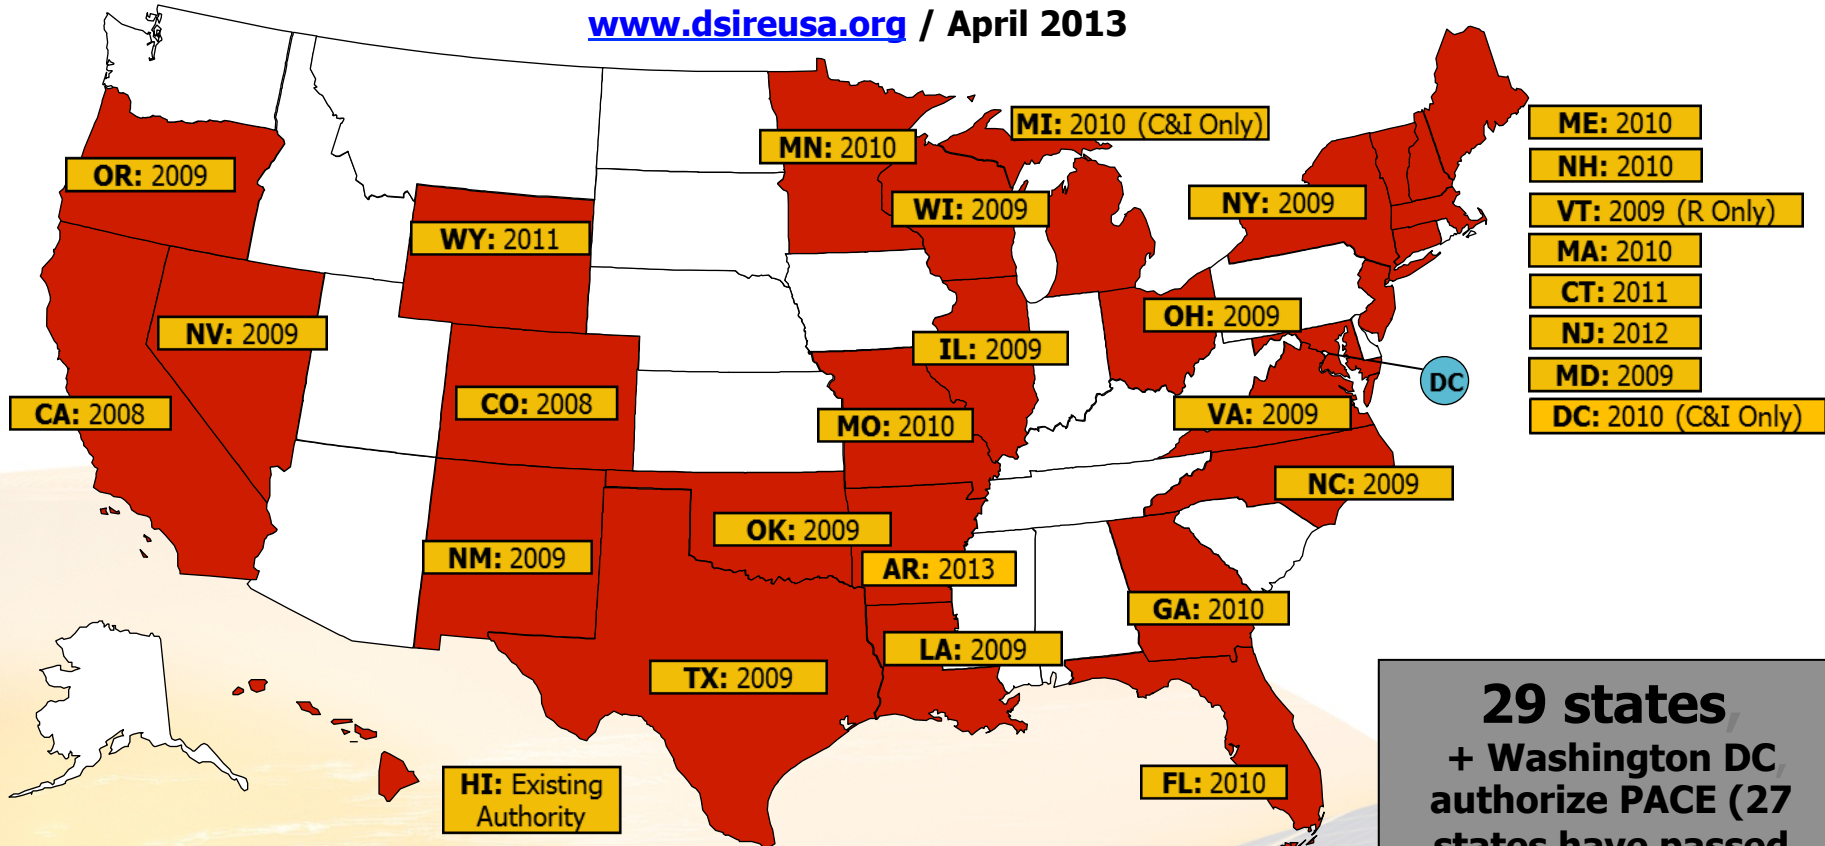 www.dsireusa.org / April 2013
MI: 2010 (C&I Only)
MN: 2010
OR: 2009
WI: 2009
NY: 2009
WY: 2011
NV: 2009
OH: 2009
IL: 2009
CA: 2008
CO: 2008
MO: 2010
VA: 2009
DC
NC: 2009
OK: 2009
NM: 2009
AR: 2013
GA: 2010
LA: 2009
TX: 2009
FL: 2010
HI: Existing
Authority
ME: 2010
NH: 2010
VT: 2009 (R Only)
MA: 2010
CT: 2011
NJ: 2012
MD: 2009
DC: 2010 (C&I Only)
29 states,
+ Washington DC,
authorize PACE (27
states have passed